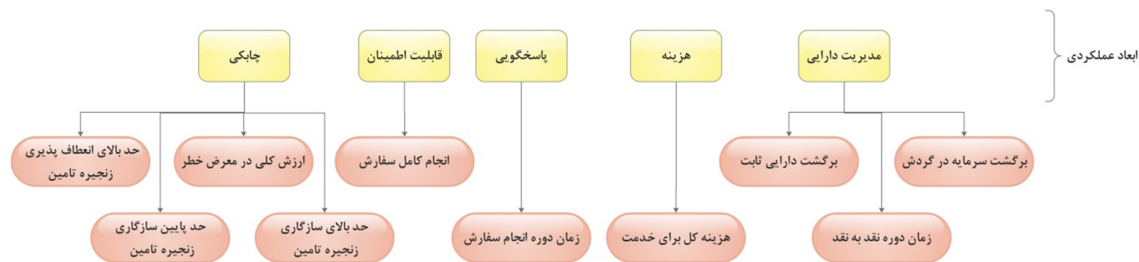 ابعاد عملکردی
مدیریت دارایی
هزینه
پاسخگویی
قابلیت اطمینان
چابکی
برگشت سرمایه در گردش
برگشت دارایی ثابت
انجام کامل سفارش
ارزش کلی در معرض خطر
حد بالای انعطاف پذیری
زنجیره تامین
زمان دوره نقد به نقد
هزینه کل برای خدمت
زمان دوره انجام سفارش
حد بالای سازگاری
زنجیره تامین
حد پایین سازگاری
زنجیره تامین